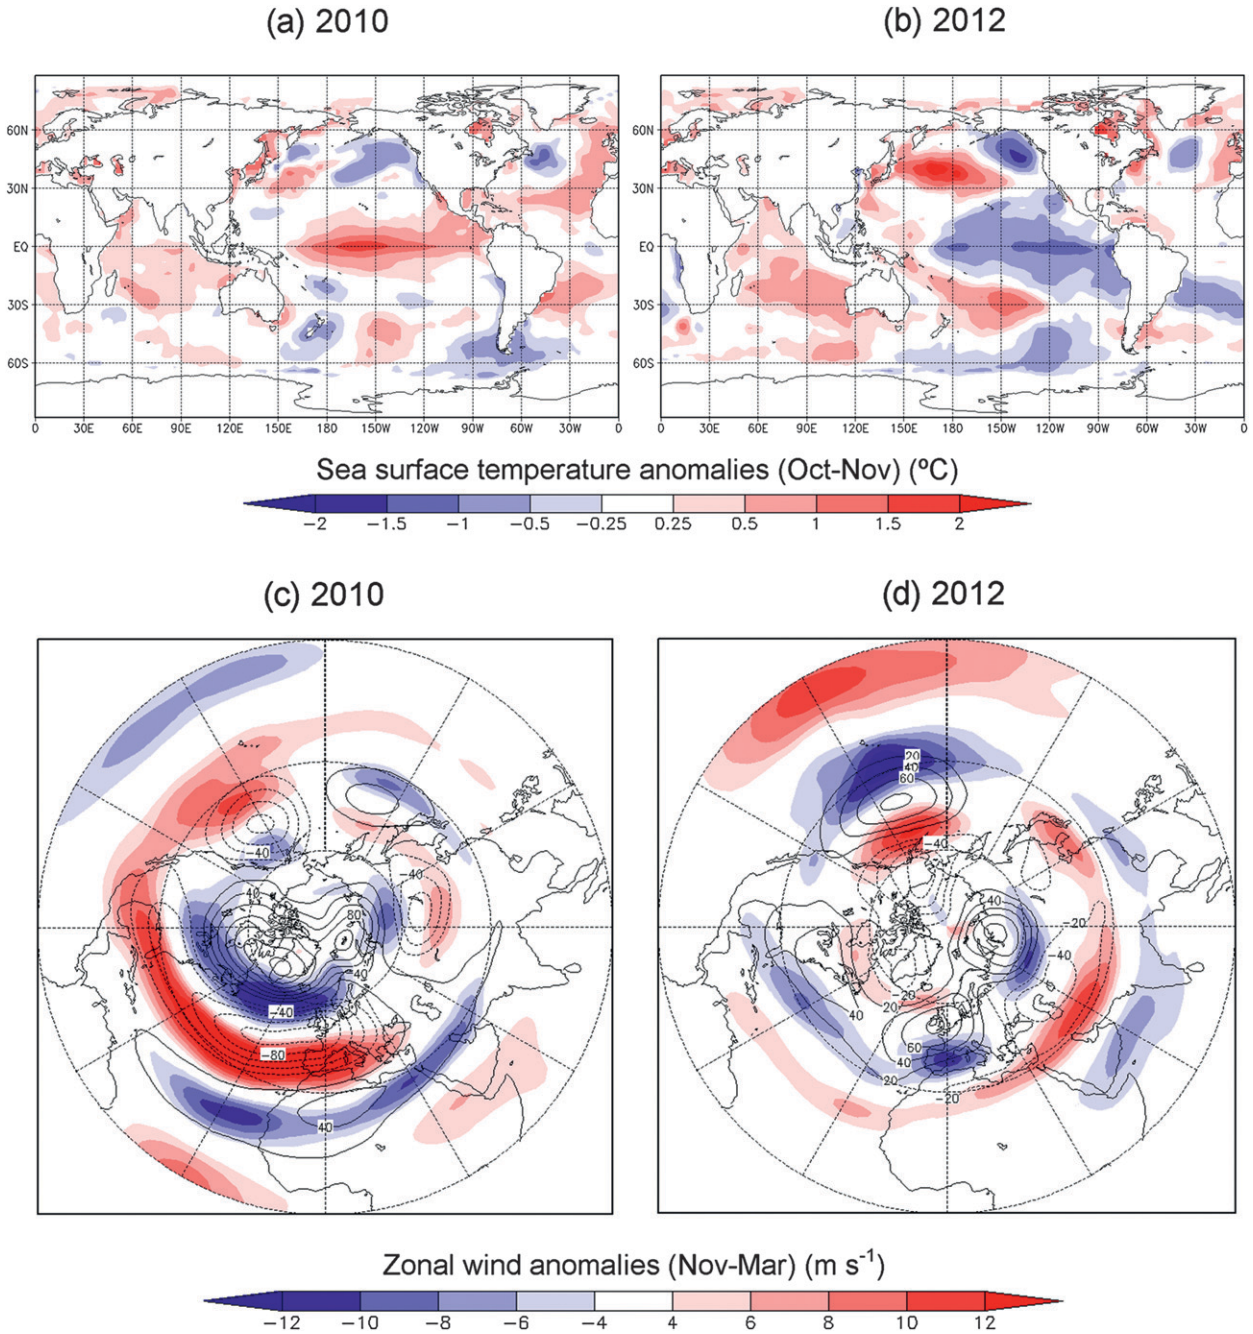 (a) 2010
(b) 2012
60N
30N
EQ
30S
60S
0 30E 60E 90E 120E 150E 180 150W 120W 90W 60W 30W 0
60N
30N
EQ
30S
60S
0 30E 60E 90E 120E 150E 180 150W 120W 90W 60W 30W 0
Sea surface temperature anomalies (Oct-Nov) (ºC)
−2 −1.5 −1 −0.5 −0.25 0.25 0.5 1 1.5 2
(c) 2010
(d) 2012
−40
−40
−40
80
−40
−40
−80
40
20
40
60
−40
40
−20
−40
−20
−20
40
60
40
20
−20
Zonal wind anomalies (Nov-Mar) (m s-1)
−12 −10 −8 −6 −4 4 6 8 10 12